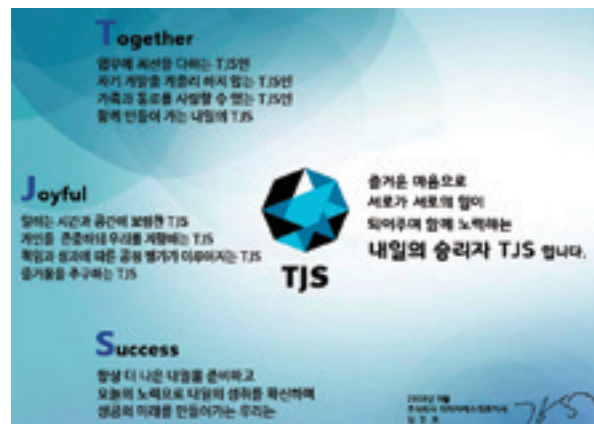 Together
업무에 최선을 다하는 TJS인
자기 개발을 게을리 하지 않는 TJS인
가족과 동료를 사랑할 수 있는 TJS인
함께 만들어 가는 내일의 TJS
Joyful
일하는 시간과 공간에 보람찬 TJS
개인을 존중하되 우리를 지향하는 TJS
책임과 성과에 따른 공정 평가가 이루어지는 TJS
즐거움을 추구하는 TJS
TJS
즐거운 마음으로
서로가 서로의 힘이
되어주며 함께 노력하는
내일의 승리자 TJS 입니다.
Success
항상 더 나은 내일을 준비하고
오늘의 노력으로 내일의 성취를 확신하며
성공의 미래를 만들어가는 우리는